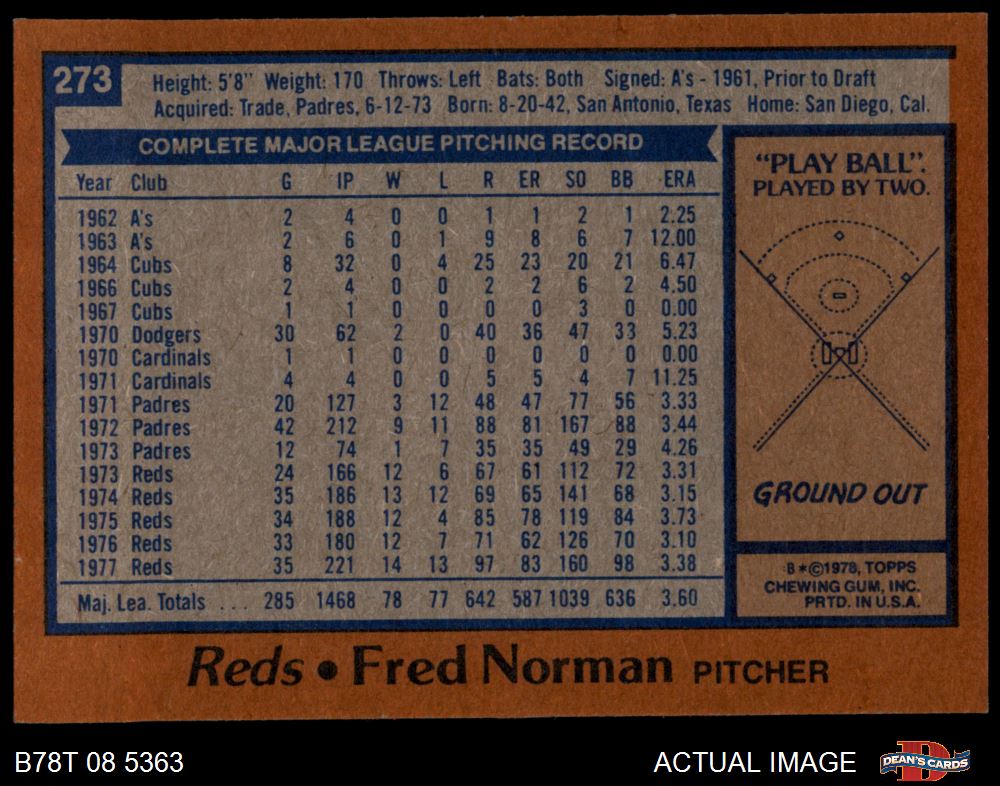 273
Height: 5'8" Weight: 170 Throws: Left Bats: Both Signed: A's - 1961, Prior to Draft
Acquired: Trade, Padres, 6-12-73 Born: 8-20-42, San Antonio, Texas Home: San Diego, Cal.
COMPLETE MAJOR LEAGUE PITCHING RECORD
Year Club G IP W L R ER SO BB ERA
1962 A's 2 4 0 0 1 1 2 1 2.25
1963 A's 2 6 0 1 9 8 6 7 12.00
1964 Cubs 8 32 0 4 25 23 20 21 6.47
1966 Cubs 2 4 0 0 2 2 6 2 4.50
1967 Cubs 1 1 0 0 0 0 3 0 0.00
1970 Dodgers 30 62 2 0 40 36 47 33 5.23
1970 Cardinals 1 1 0 0 0 0 0 0 0.00
1971 Cardinals 4 4 0 0 5 5 4 7 11.25
1971 Padres 20 127 3 12 48 47 77 56 3.33
1972 Padres 42 212 9 11 88 81 167 88 3.44
1973 Padres 12 74 1 7 35 35 49 29 4.26
1973 Reds 24 166 12 6 67 61 112 72 3.31
1974 Reds 35 186 13 12 69 65 141 68 3.15
1975 Reds 34 188 12 4 85 78 119 84 3.73
1976 Reds 33 180 12 7 71 62 126 70 3.10
1977 Reds 35 221 14 13 97 83 160 98 3.38
Maj. Lea. Totals ... 285 1468 78 77 642 587 1039 636 3.60
"PLAY BALL".
PLAYED BY TWO.
GROUND OUT
B*©1978, TOPPS
CHEWING GUM, INC.
PRTD. IN U.S.A.
Reds • Fred Norman PITCHER
B78T 08 5363
ACTUAL IMAGE
DEAN'S CARDS